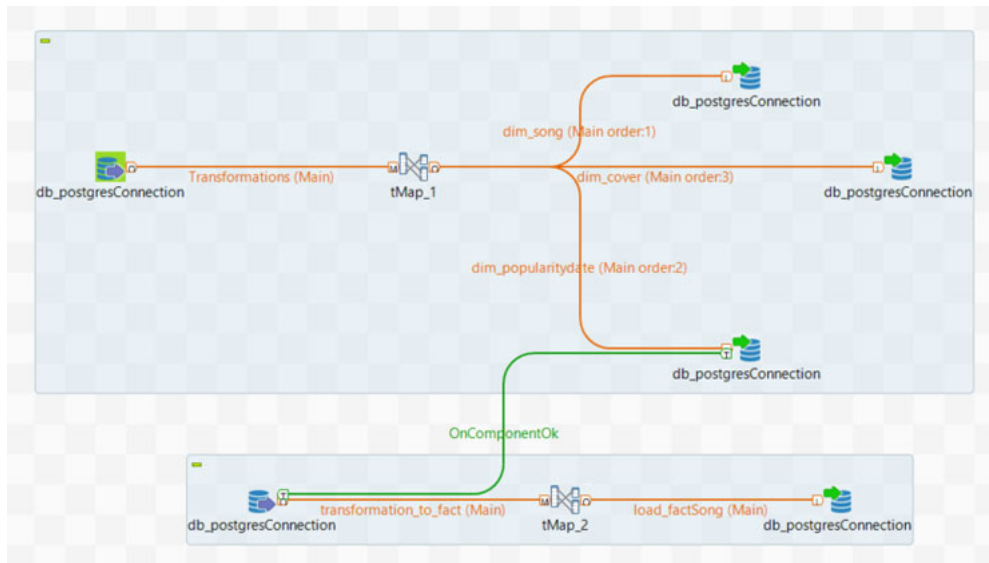 db_postgresConnection
dim_song (Main order:1)
db_postgresConnection
Transformations (Main)
tMap_1
dim_cover (Main order:3)
db_postgresConnection
dim_popularitydate (Main order:2)
db_postgresConnection
OnComponentOk
db_postgresConnection
transformation_to_fact (Main)
tMap_2
load_factSong (Main)
db_postgresConnection